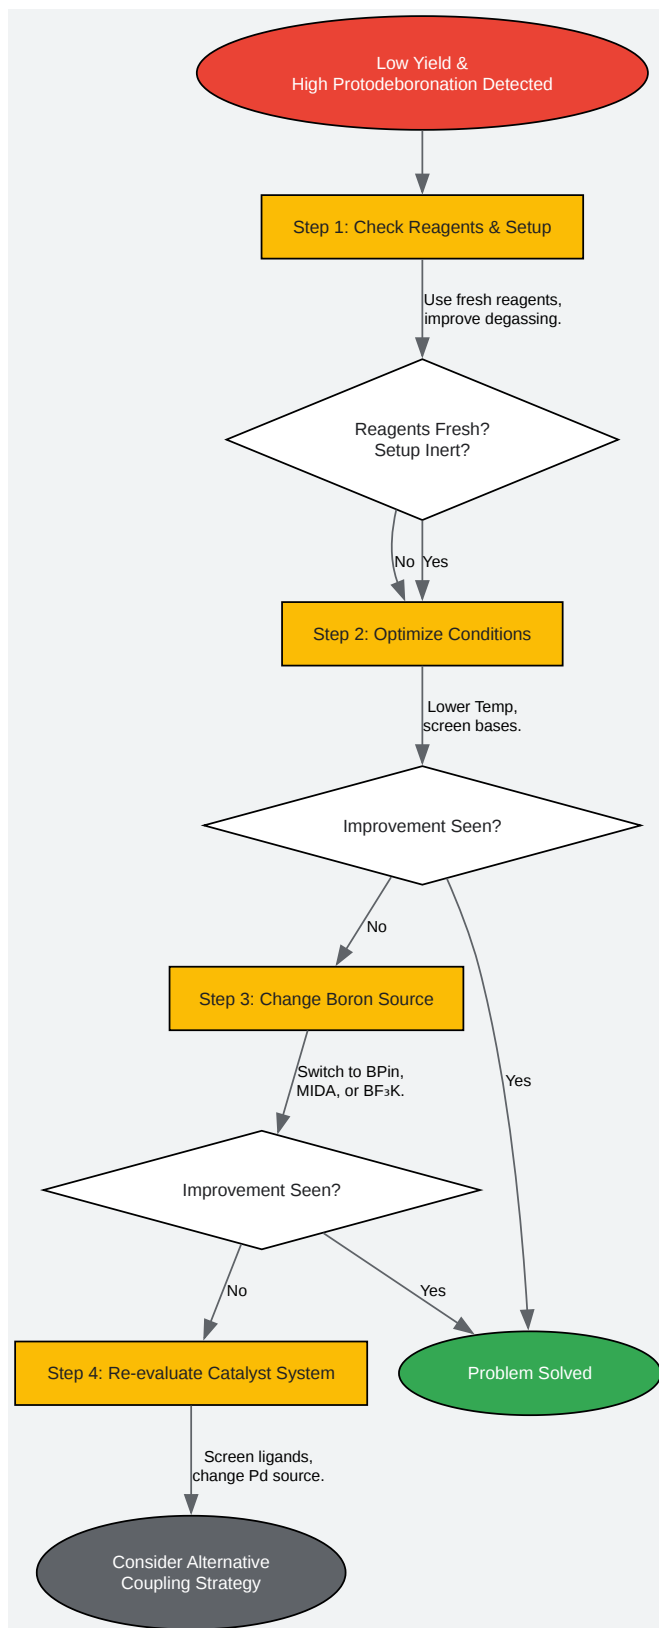 Low Yield &
High Protodeboronation Detected
Step 1: Check Reagents & Setup
Use fresh reagents,
improve degassing.
Reagents Fresh?
Setup Inert?
No
Yes
Step 2: Optimize Conditions
Lower Temp,
screen bases.
Improvement Seen?
No
Step 3: Change Boron Source
Yes
Switch to BPin,
MIDA, or BF₃K.
Improvement Seen?
No
Yes
Step 4: Re-evaluate Catalyst System
Problem Solved
Screen ligands,
change Pd source.
Consider Alternative
Coupling Strategy